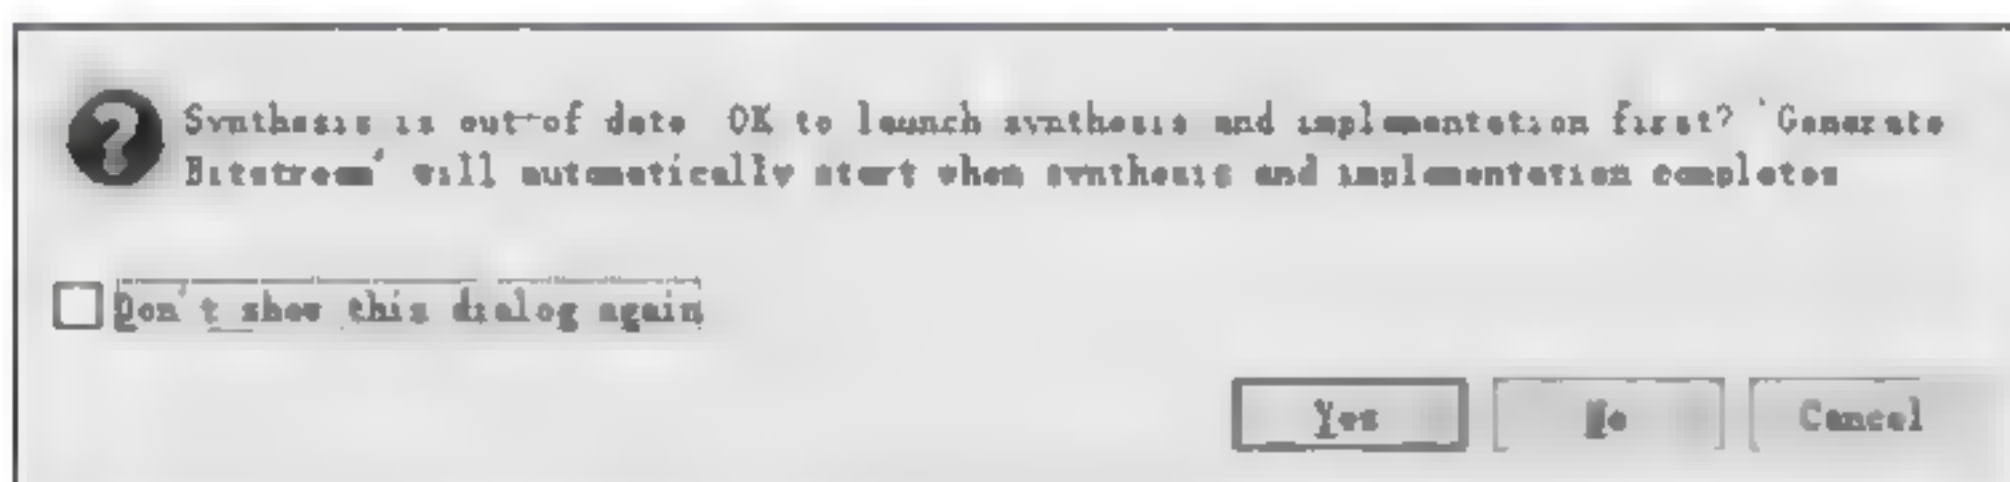 Synthesis is out-of date OK to launch synthesis and implementation first? 'Generate
Bitstream' will automatically start when synthesis and implementation completes
Don't show this dialog again
Yes
No
Cancel